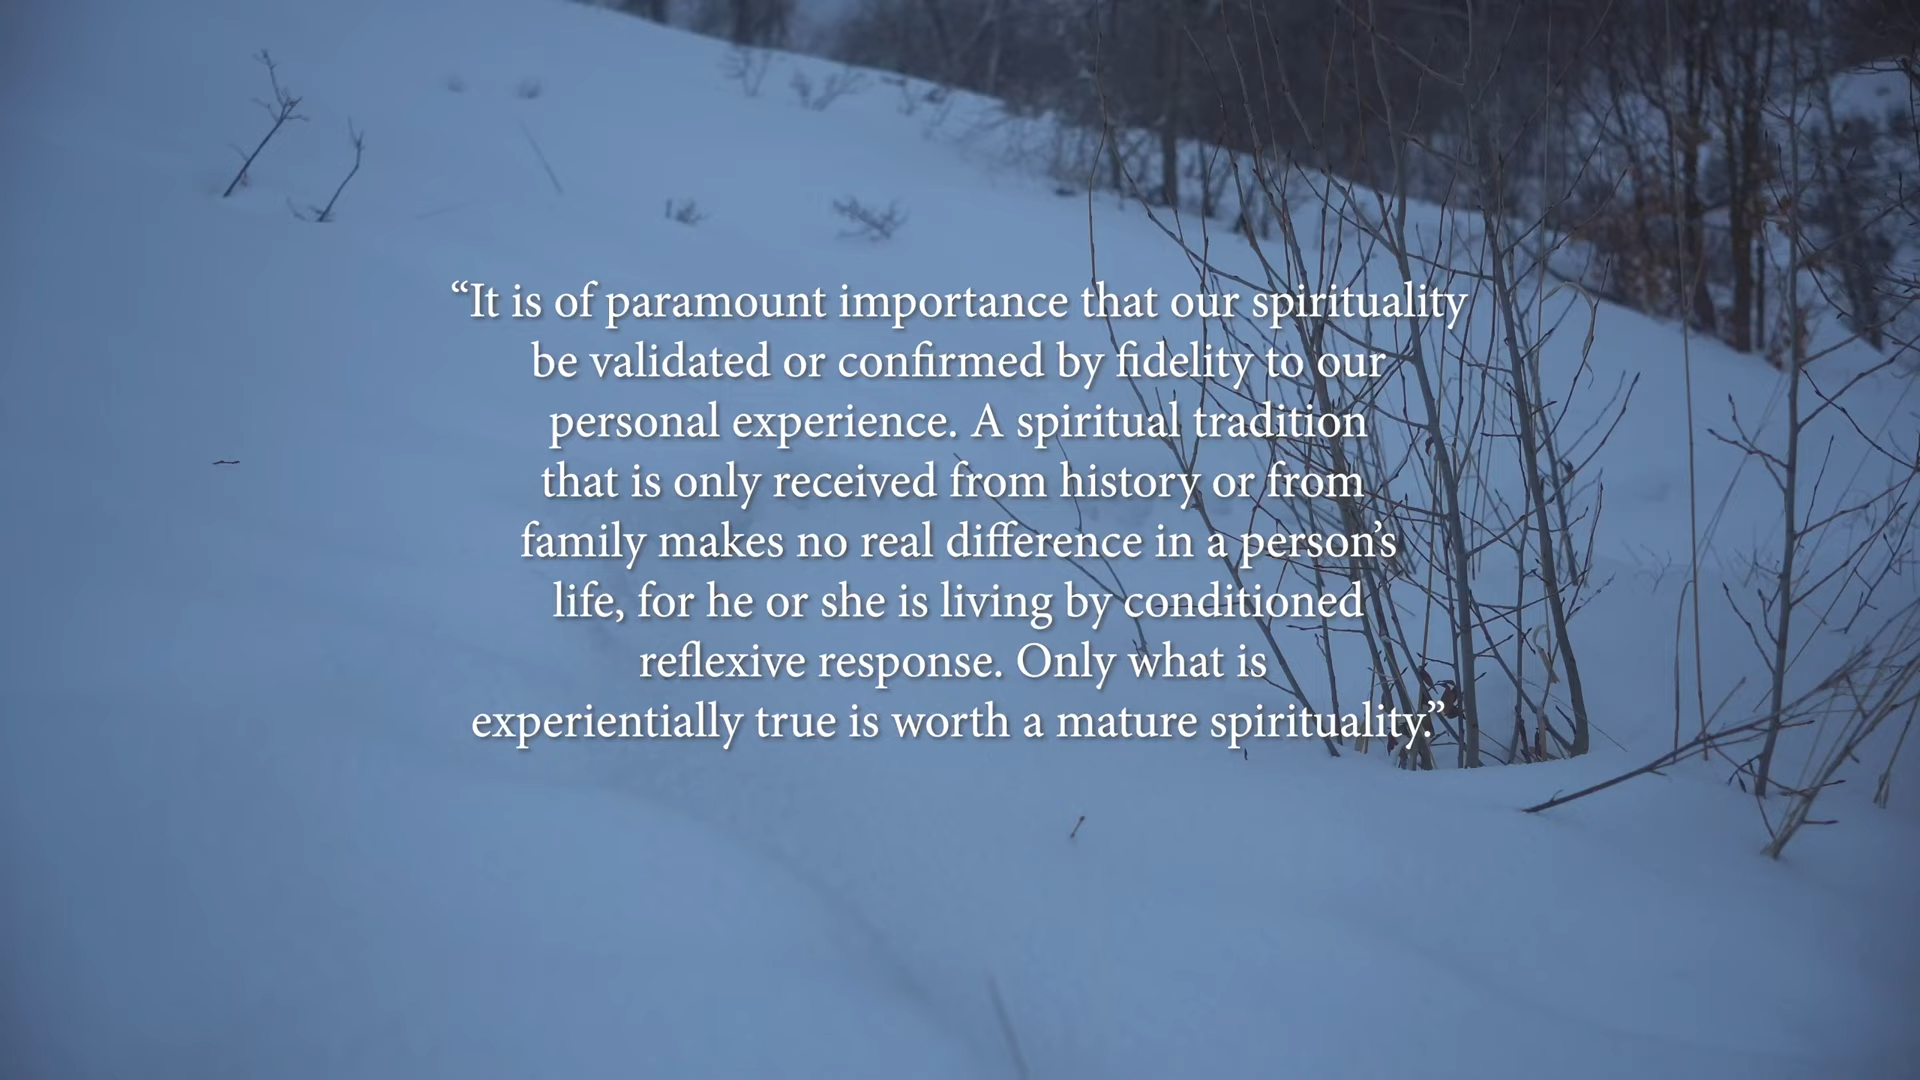 “It is of paramount importance that our spirituality
be validated or confirmed by fidelity to our
personal experience. A spiritual tradition
that is only received from history or from
family makes no real difference in a person’s
life, for he or she is living by conditioned
reflexive response. Only what is
experientially true is worth a mature spirituality.”